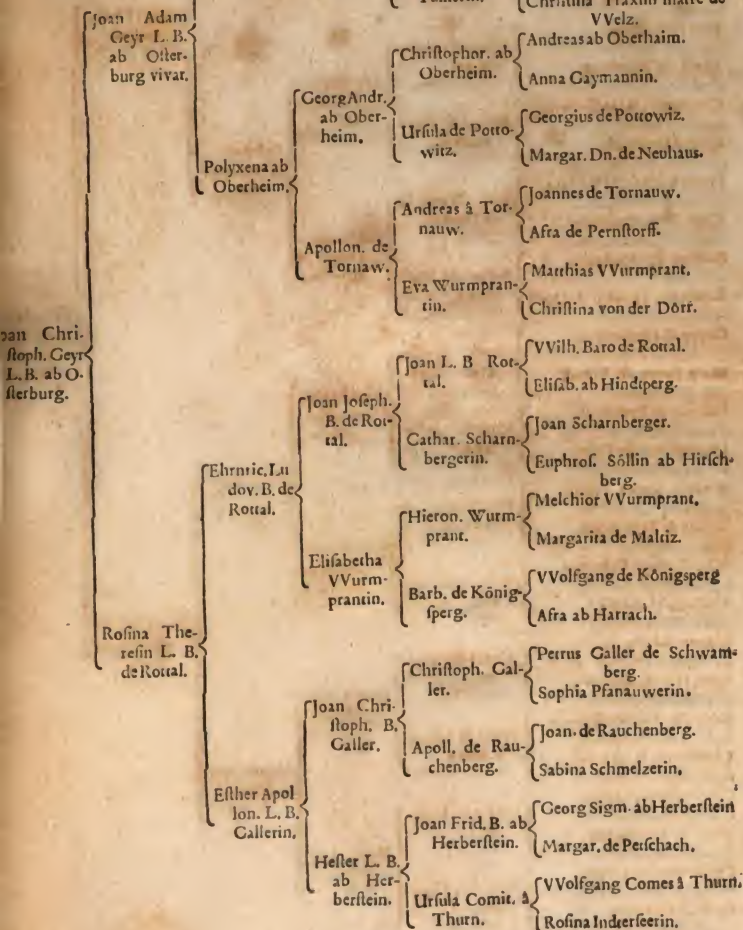 VVelz.
Joan Adam
Geyr L. B.
ab Oſter-
burg vivar.
Andreas ab Oberhaim.
Chriſtophor. ab
Oberheim.
Anna Gaymannin.
Georg Andr.
ab Ober-
heim.
Georgius de Pottowiz.
Urſula de Potto-
witz.
Margar. Dn. de Neuhaus.
Polyxena ab
Oberheim.
Joannes de Tornauw.
Andreas â Tor-
nauw.
Afra de Pernſtorff.
Apollon. de
Tornaw.
Matthias VVurmprant.
Eva Wurmpran-
tin.
Chriſtina von der Dörf.
Chri-
ſtoph. Geyr
L. B. ab O-
ſterburg.
VVilh. Baro de Rottal.
Joan L. B Rot-
tal.
Eliſab. ab Hindtperg.
Joan Joſeph.
B. de Rot-
tal.
Joan Scharnberger.
Cathar. Scharn-
bergerin.
Euphroſ. Söllin ab Hirſch-
berg.
Ehrntic. Lu
dov. B. de
Rottal.
Melchior VVurmprant.
Hieron. Wurm-
prant.
Margarita de Maltiz.
Eliſabetha
VVurm-
prantin.
VVolfgang de Königsperg
Barb. de König-
ſperg.
Afra ab Harrach.
Roſina The-
reſin L. B.
de Rottal.
Petrus Galler de Schwam-
berg.
Chriſtoph. Gal-
ler.
Sophia Pfanauwerin.
Joan Chri-
ſtoph. B.
Galler.
Joan. de Rauchenberg.
Apoll. de Rau-
chenberg.
Sabina Schmelzerin.
Eſther Apol
lon. L. B.
Gallerin.
Georg Sigm. ab Herberſtein
Joan Frid. B. ab
Herberſtein.
Margar. de Petſchach.
Heſter L. B.
ab Her-
berſtein.
VVolfgang Comes â Thurn.
Urſula Comit. â
Thurn.
Roſina Indterſeerin.